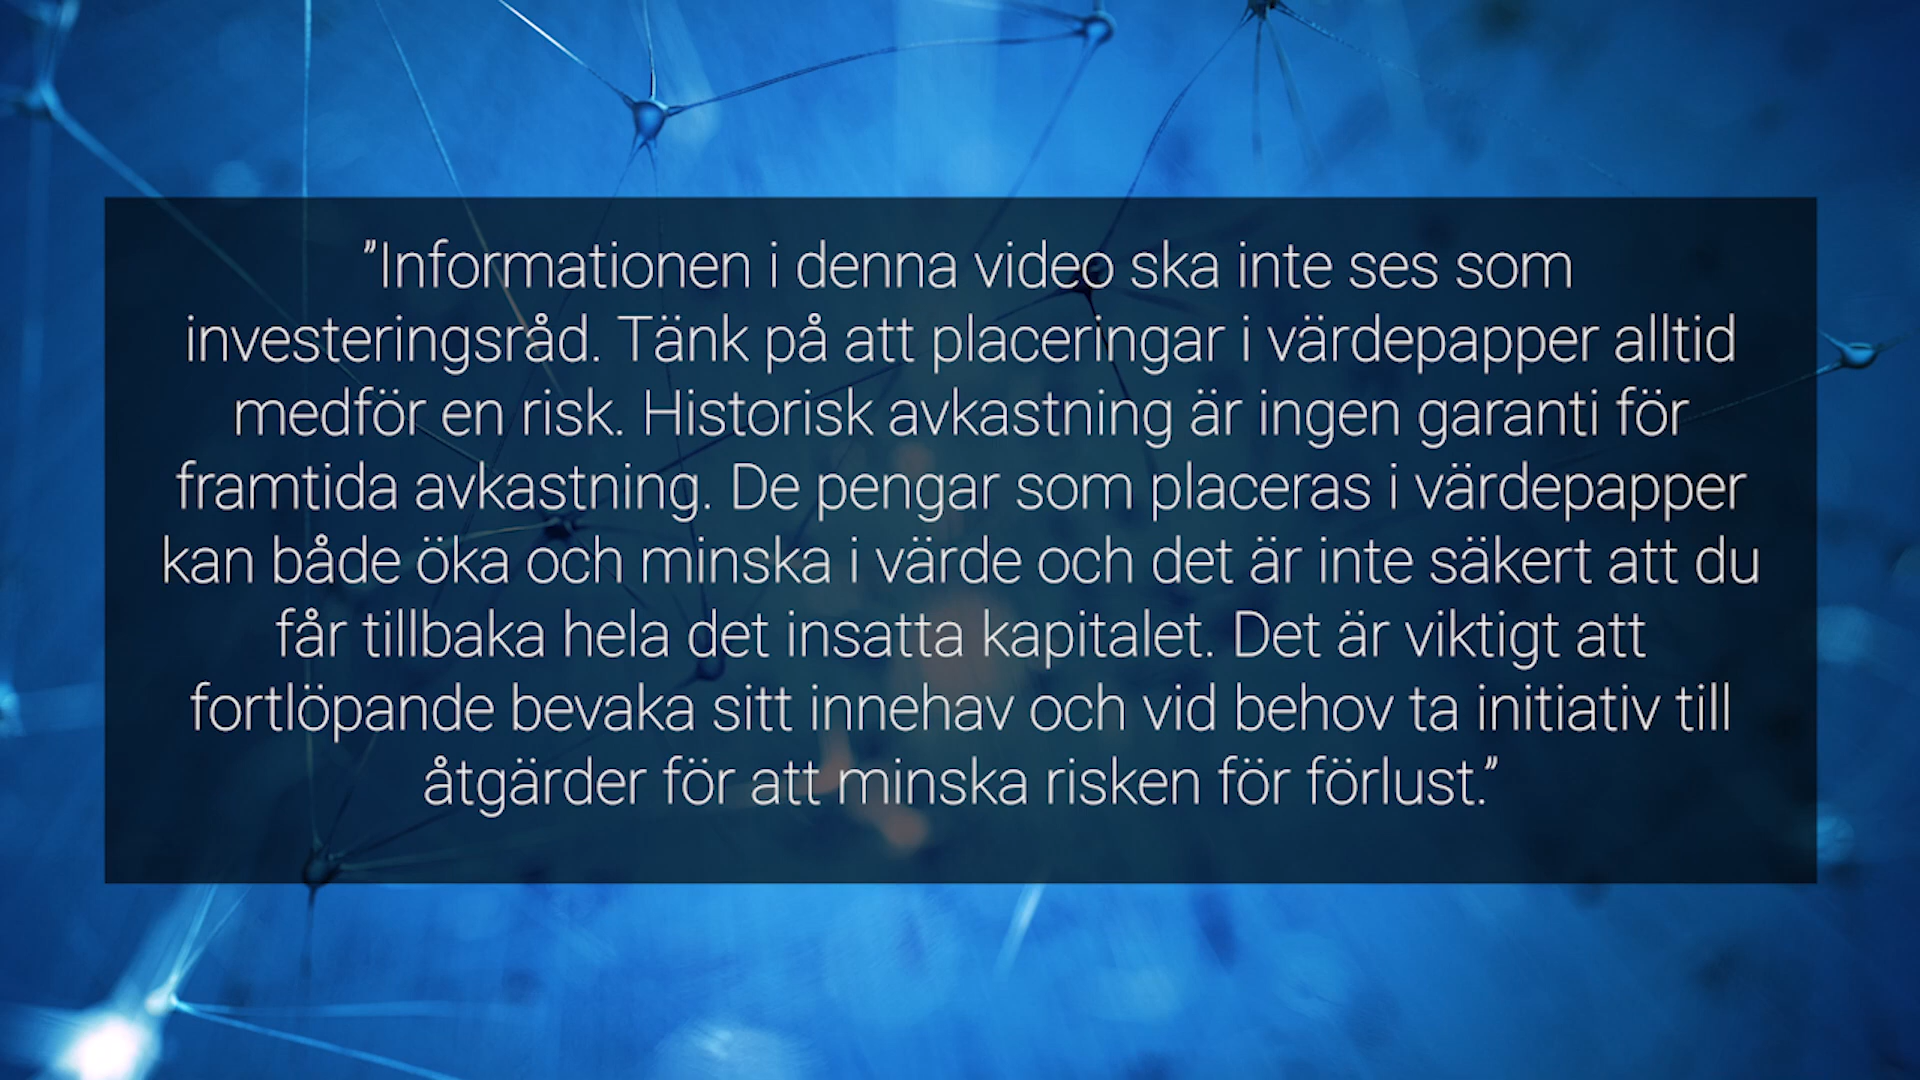 ”Informationen i denna video ska inte ses som
investeringsråd. Tänk på att placeringar i värdepapper alltid
medför en risk. Historisk avkastning är ingen garanti för
framtida avkastning. De pengar som placeras i värdepapper
kan både öka och minska i värde och det är inte säkert att du
får tillbaka hela det insatta kapitalet. Det är viktigt att
fortlöpande bevaka sitt innehav och vid behov ta initiativ till
åtgärder för att minska risken för förlust.”